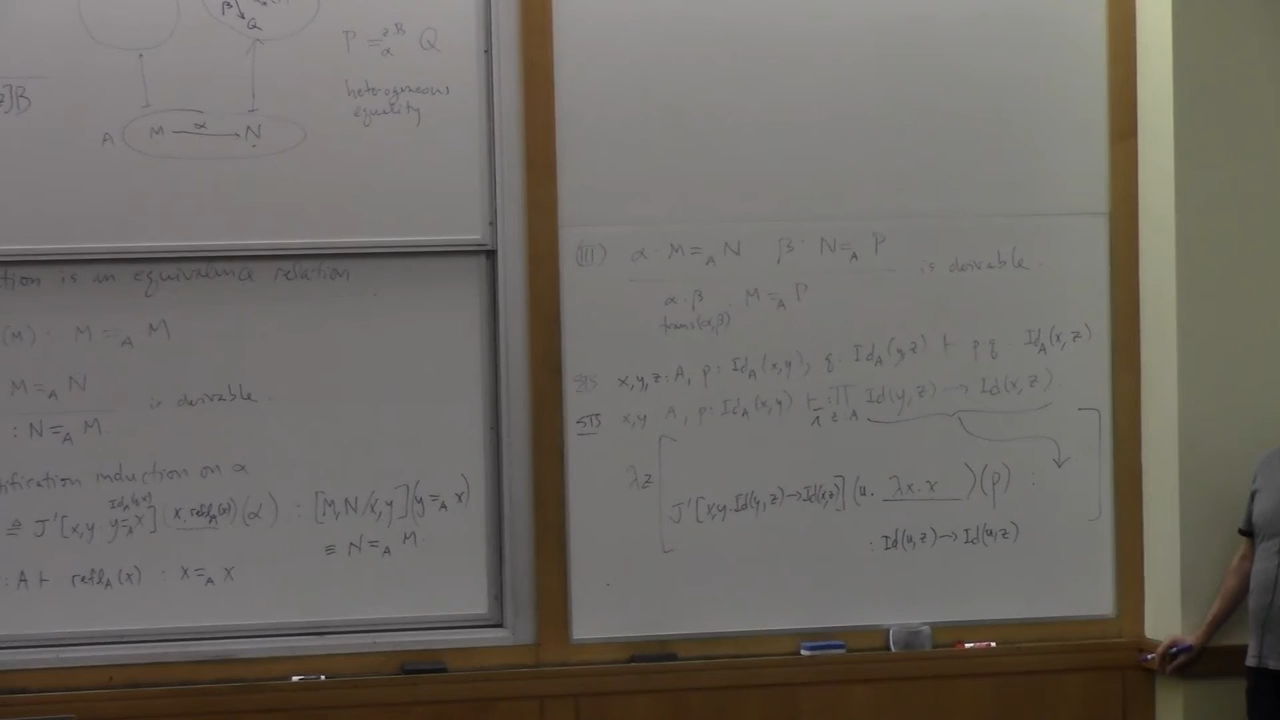 β Q
P =^{z.B}_α Q
heterogeneous
equality
]B
A M —α→ N
tion is an equivalence relation
(M) : M =_A M
M =_A N
is derivable.
: N =_A M.
tification induction on α
Id_A(y,x)
≜ J'[x,y. y=_A x](x.refl_A(x))(α) : [M,N/x,y](y =_A x)
≡ N =_A M.
: A ⊢ refl_A(x) : x =_A x
(III) α : M =_A N β : N =_A P
is derivable.
α·β : M =_A P
trans(α,β)
STS x,y,z : A, p : Id_A(x,y), q : Id_A(y,z) ⊢ p·q : Id_A(x,z)
STS x,y : A, p : Id_A(x,y) ⊢ Π z:A Id(y,z) → Id(x,z)
λz [ J'[x,y.Id(y,z)→Id(x,z)](u. λx.x )(p) : ]
: Id(u,z) → Id(u,z)